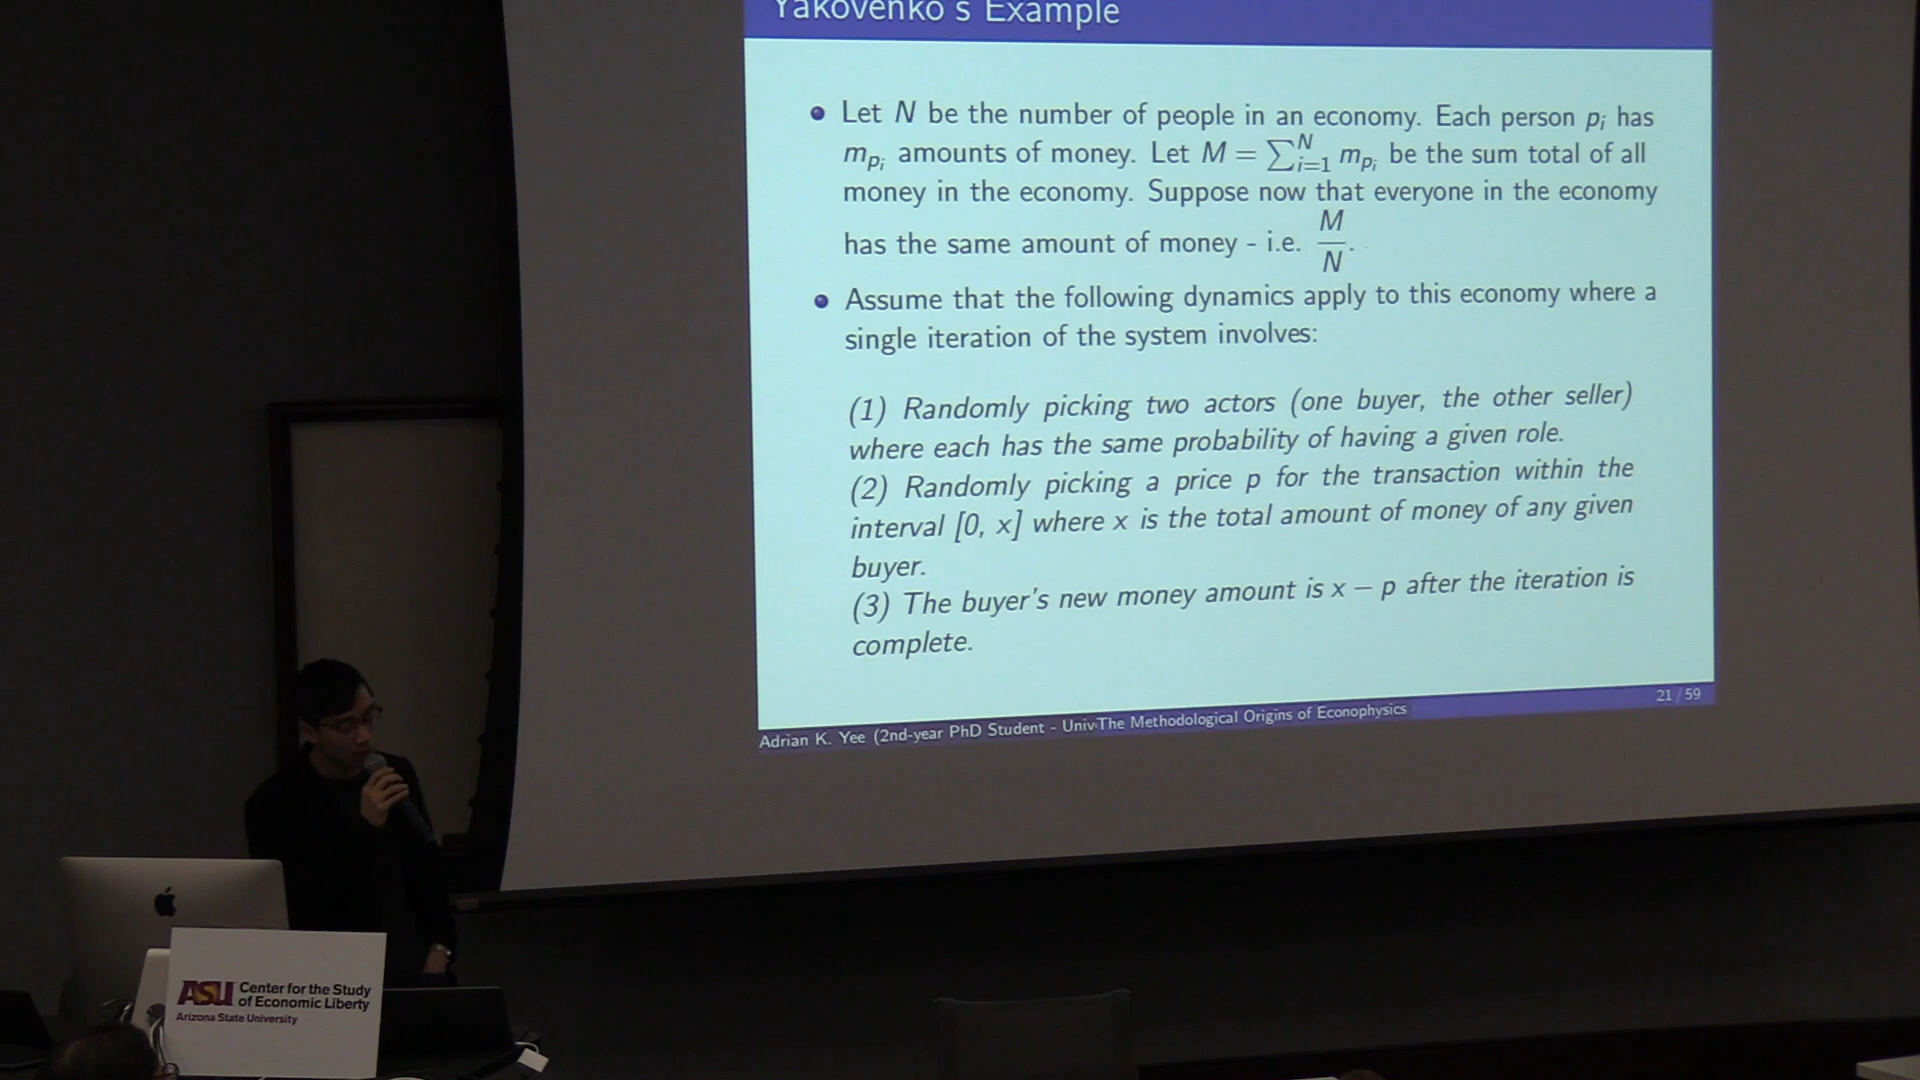 Yakovenko's Example
Let N be the number of people in an economy. Each person pᵢ has
m_{p_i} amounts of money. Let M = ∑_{i=1}^{N} m_{p_i} be the sum total of all
money in the economy. Suppose now that everyone in the economy
has the same amount of money - i.e. M/N.
Assume that the following dynamics apply to this economy where a
single iteration of the system involves:
(1) Randomly picking two actors (one buyer, the other seller)
where each has the same probability of having a given role.
(2) Randomly picking a price p for the transaction within the
interval [0, x] where x is the total amount of money of any given
buyer.
(3) The buyer's new money amount is x − p after the iteration is
complete.
21 / 59
Adrian K. Yee (2nd-year PhD Student - Univ The Methodological Origins of Econophysics
ASU Center for the Study
of Economic Liberty
Arizona State University